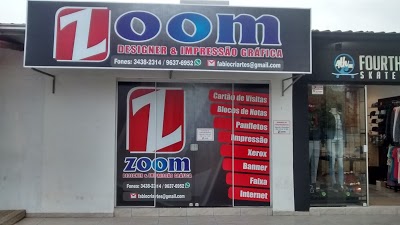 Z zoom
DESIGNER & IMPRESSÃO GRÁFICA
Fones: 3438-2314 / 9637-6952
fabiocriartes@gmail.com
FOURTH
SKATE
Z
zoom
DESIGNER & IMPRESSÃO GRÁFICA
Fones: 3438-2314 / 9637-6952
fabiocriartes@gmail.com
Cartão de Visitas
Blocos de Notas
Panfletos
Impressão
Xerox
Banner
Faixa
Internet